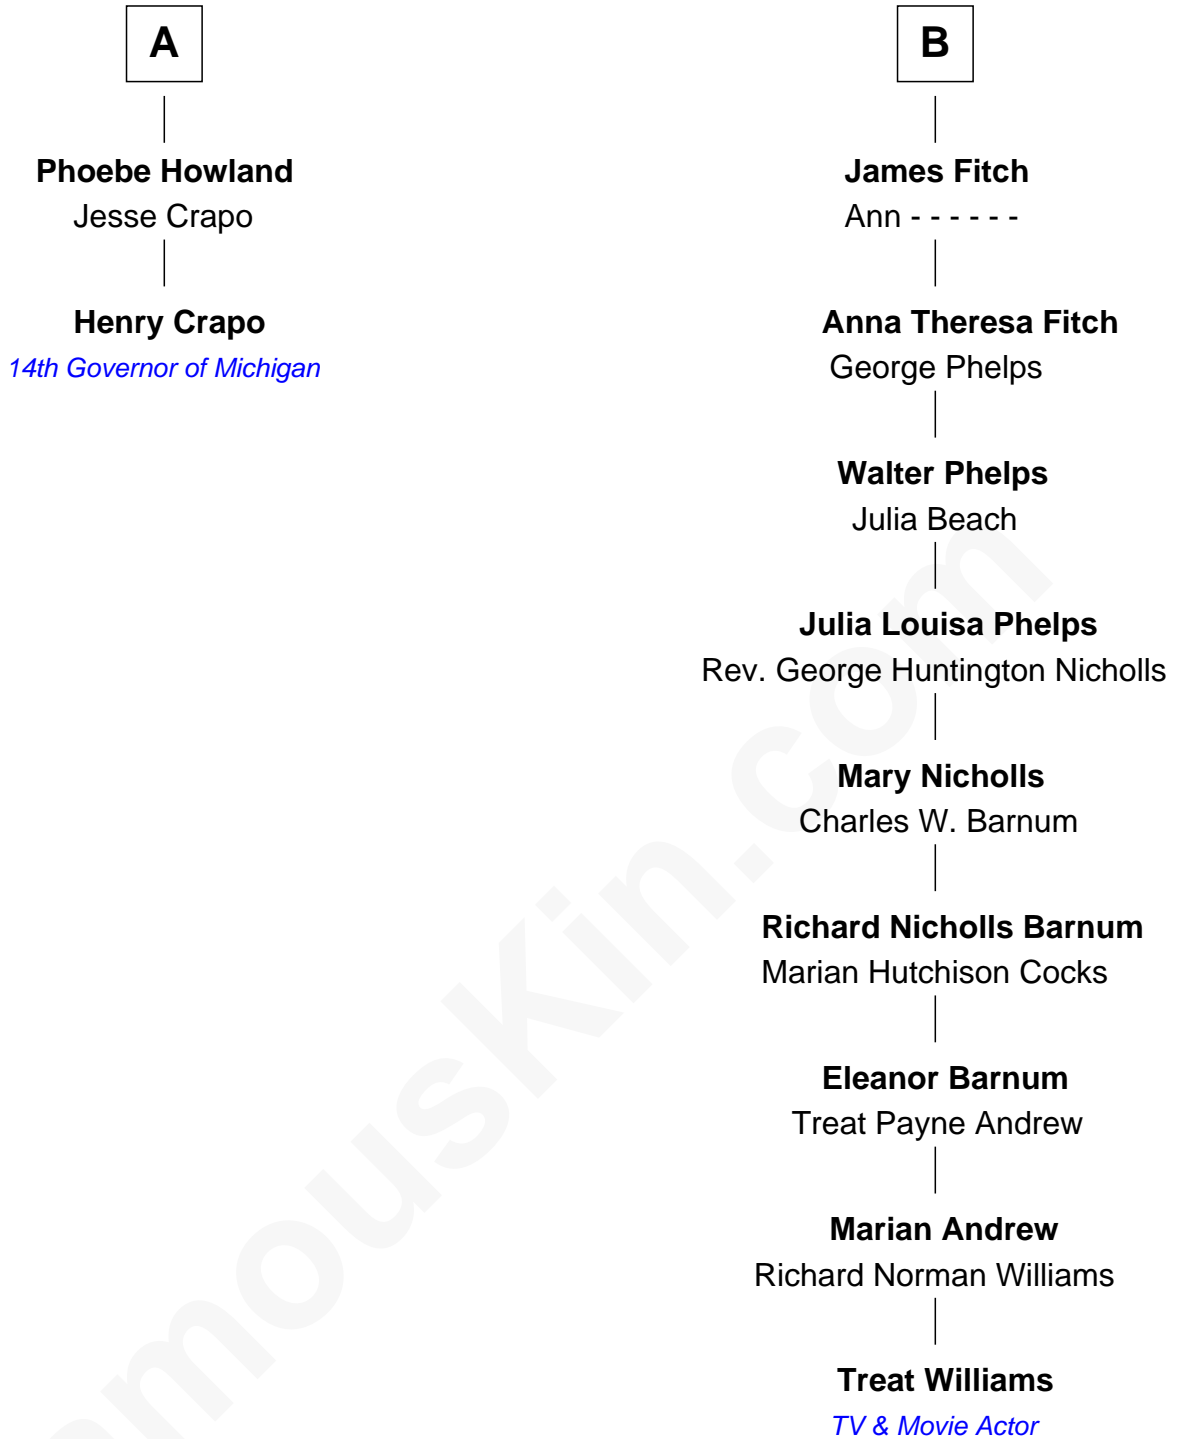 A
Phoebe Howland
Jesse Crapo
Henry Crapo
14th Governor of Michigan
B
James Fitch
Ann - - - - - -
Anna Theresa Fitch
George Phelps
Walter Phelps
Julia Beach
Julia Louisa Phelps
Rev. George Huntington Nicholls
Mary Nicholls
Charles W. Barnum
Richard Nicholls Barnum
Marian Hutchison Cocks
Eleanor Barnum
Treat Payne Andrew
Marian Andrew
Richard Norman Williams
Treat Williams
TV & Movie Actor
amouskin.com